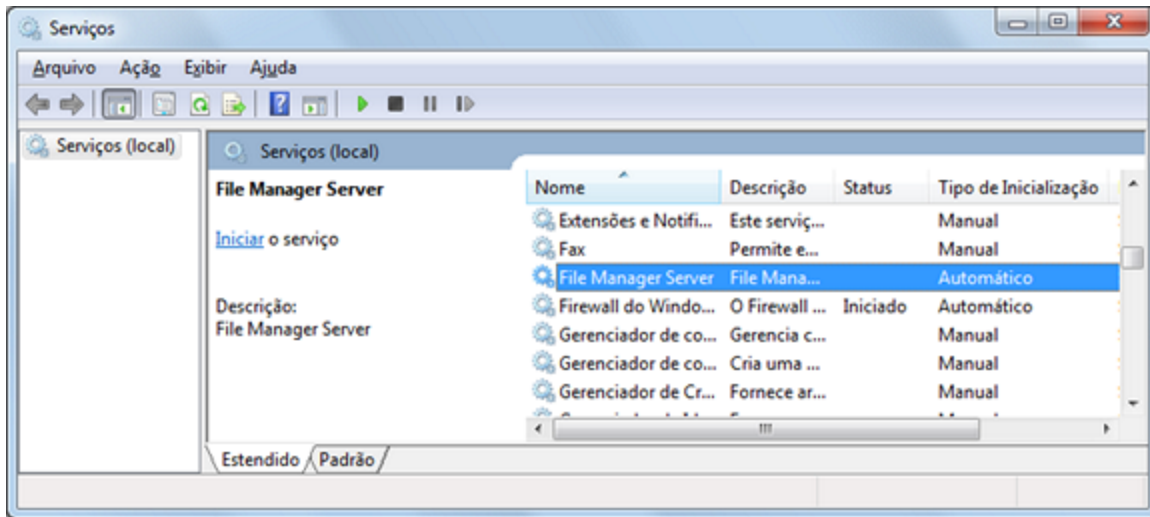 Serviços
Arquivo Ação Exibir Ajuda
Serviços (local)
Serviços (local)
File Manager Server
Iniciar o serviço
Descrição:
File Manager Server
Nome Descrição Status Tipo de Inicialização
Extensões e Notifi... Este serviç... Manual
Fax Permite e... Manual
File Manager Server File Mana... Automático
Firewall do Windo... O Firewall ... Iniciado Automático
Gerenciador de co... Gerencia c... Manual
Gerenciador de co... Cria uma ... Manual
Gerenciador de Cr... Fornece ar... Manual
Estendido Padrão